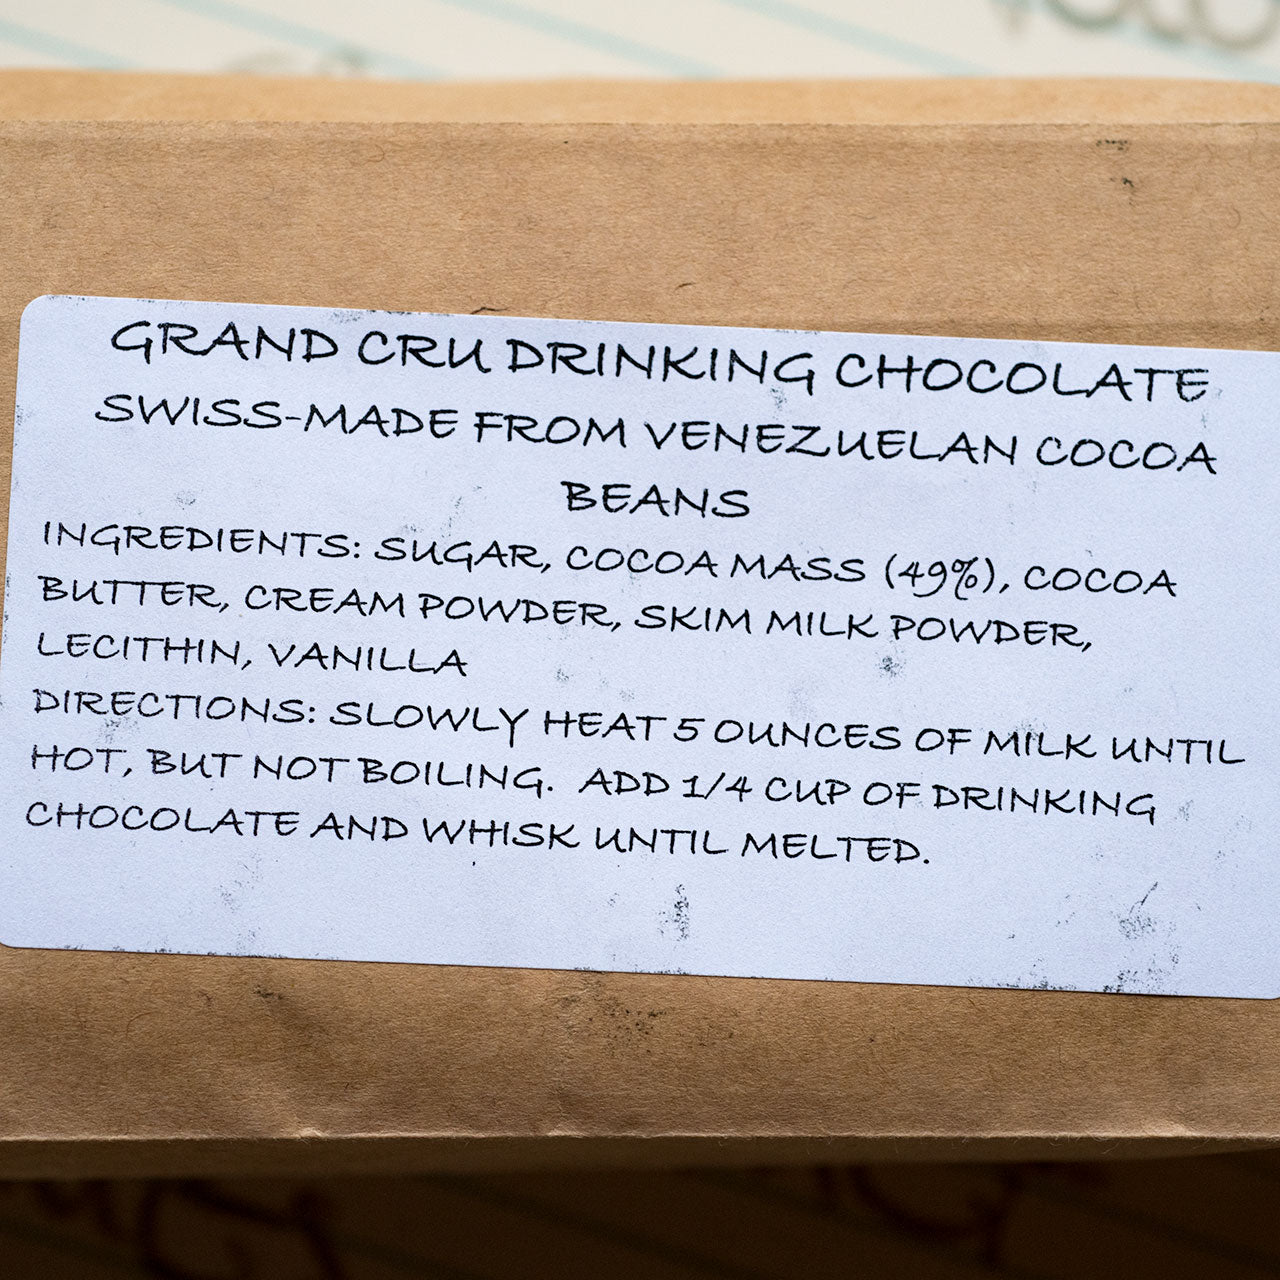 GRAND CRU DRINKING CHOCOLATE
SWISS-MADE FROM VENEZUELAN COCOA
BEANS
INGREDIENTS: SUGAR, COCOA MASS (49%), COCOA
BUTTER, CREAM POWDER, SKIM MILK POWDER,
LECITHIN, VANILLA
DIRECTIONS: SLOWLY HEAT 5 OUNCES OF MILK UNTIL
HOT, BUT NOT BOILING. ADD 1/4 CUP OF DRINKING
CHOCOLATE AND WHISK UNTIL MELTED.